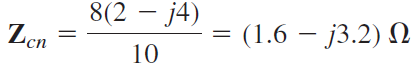 Z_cn = 8(2 − j4) / 10 = (1.6 − j3.2) Ω